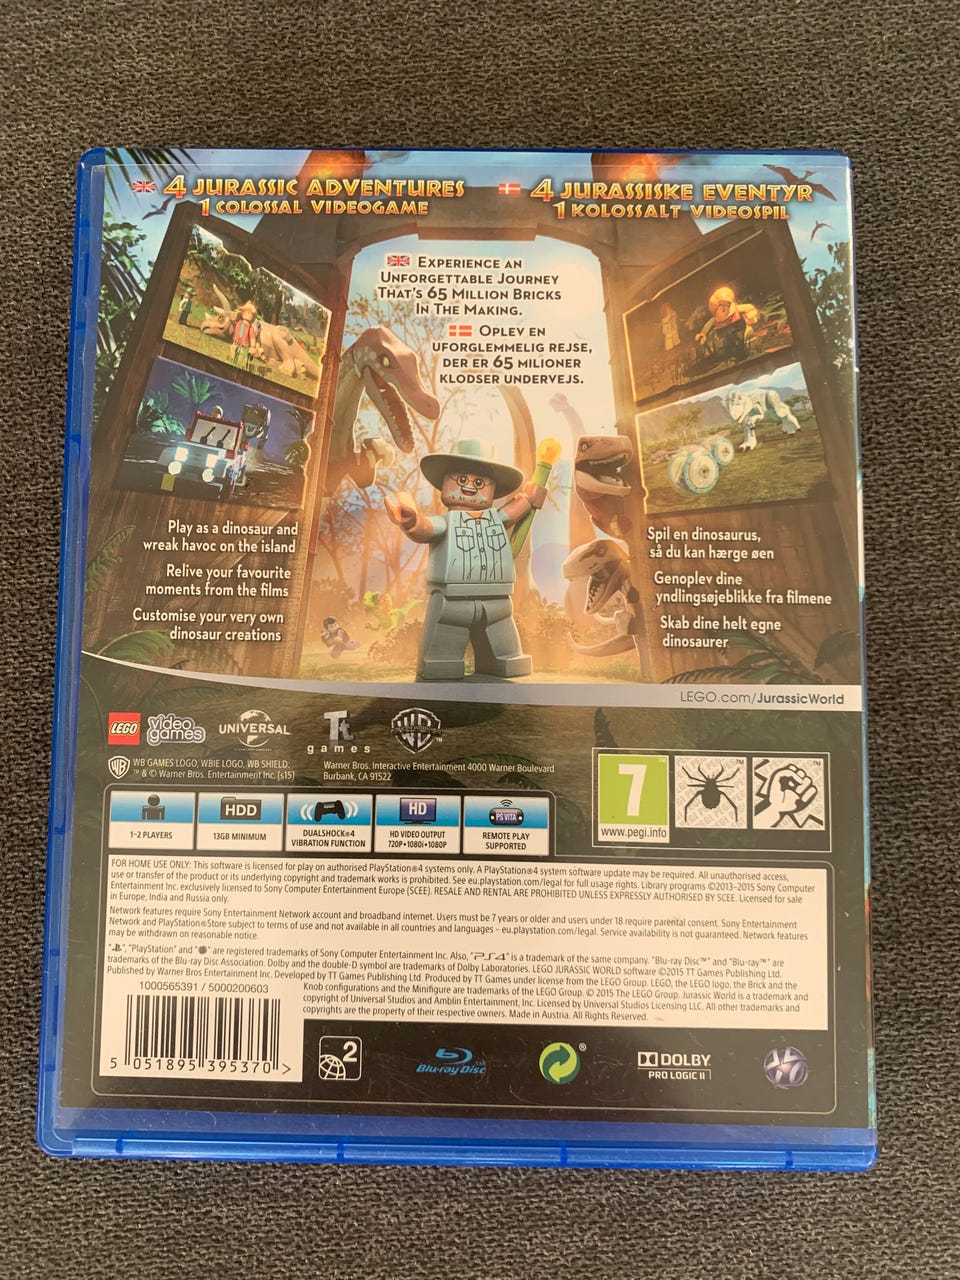 4 JURASSIC ADVENTURES
1 COLOSSAL VIDEOGAME
4 JURASSISKE EVENTYR
1 KOLOSSALT VIDEOSPIL
EXPERIENCE AN
UNFORGETTABLE JOURNEY
THAT'S 65 MILLION BRICKS
IN THE MAKING.
OPLEV EN
UFORGLEMMELIG REJSE,
DER ER 65 MILIONER
KLODSER UNDERVEJS.
Play as a dinosaur and
wreak havoc on the island
Relive your favourite
moments from the films
Customise your very own
dinosaur creations
Spil en dinosaurus,
så du kan hærge øen
Genoplev dine
yndlingsøjeblikke fra filmene
Skab dine helt egne
dinosaurer
LEGO.com/JurassicWorld
LEGO video games
UNIVERSAL
Tt games
WB GAMES LOGO, WBIE LOGO, WB SHIELD:
™ & © Warner Bros. Entertainment Inc. (s15)
Warner Bros. Interactive Entertainment 4000 Warner Boulevard
Burbank, CA 91522
7
www.pegi.info
1-2 PLAYERS
HDD
13GB MINIMUM
DUALSHOCK®4
VIBRATION FUNCTION
HD
HD VIDEO OUTPUT
720P•1080i•1080P
PS VITA
REMOTE PLAY
SUPPORTED
FOR HOME USE ONLY: This software is licensed for play on authorised PlayStation®4 systems only. A PlayStation®4 system software update may be required. All unauthorised access,
use or transfer of the product or its underlying copyright and trademark works is prohibited. See eu.playstation.com/legal for full usage rights. Library programs ©2013-2015 Sony Computer
Entertainment Inc. exclusively licensed to Sony Computer Entertainment Europe (SCEE). RESALE AND RENTAL ARE PROHIBITED UNLESS EXPRESSLY AUTHORISED BY SCEE. Licensed for sale
in Europe, India and Russia only.
Network features require Sony Entertainment Network account and broadband internet. Users must be 7 years or older and users under 18 require parental consent. Sony Entertainment
Network and PlayStation®Store subject to terms of use and not available in all countries and languages – eu.playstation.com/legal. Service availability is not guaranteed. Network features
may be withdrawn on reasonable notice.
"PlayStation" and are registered trademarks of Sony Computer Entertainment Inc. Also, "PS4" is a trademark of the same company. "Blu-ray Disc™" and "Blu-ray™" are
trademarks of the Blu-ray Disc Association. Dolby and the double-D symbol are trademarks of Dolby Laboratories. LEGO JURASSIC WORLD software ©2015 TT Games Publishing Ltd.
Published by Warner Bros Entertainment Inc. Developed by TT Games Publishing Ltd. Produced by TT Games under license from the LEGO Group. LEGO, the LEGO logo, the Brick and the
Knob configurations and the Minifigure are trademarks of the LEGO Group. © 2015 The LEGO Group. Jurassic World is a trademark and
copyright of Universal Studios and Amblin Entertainment, Inc. Licensed by Universal Studios Licensing LLC. All other trademarks and
copyrights are the property of their respective owners. Made in Austria. All Rights Reserved.
1000565391 / 5000200603
5 051895 395370 >
2
Blu-ray Disc
DOLBY
PRO LOGIC II